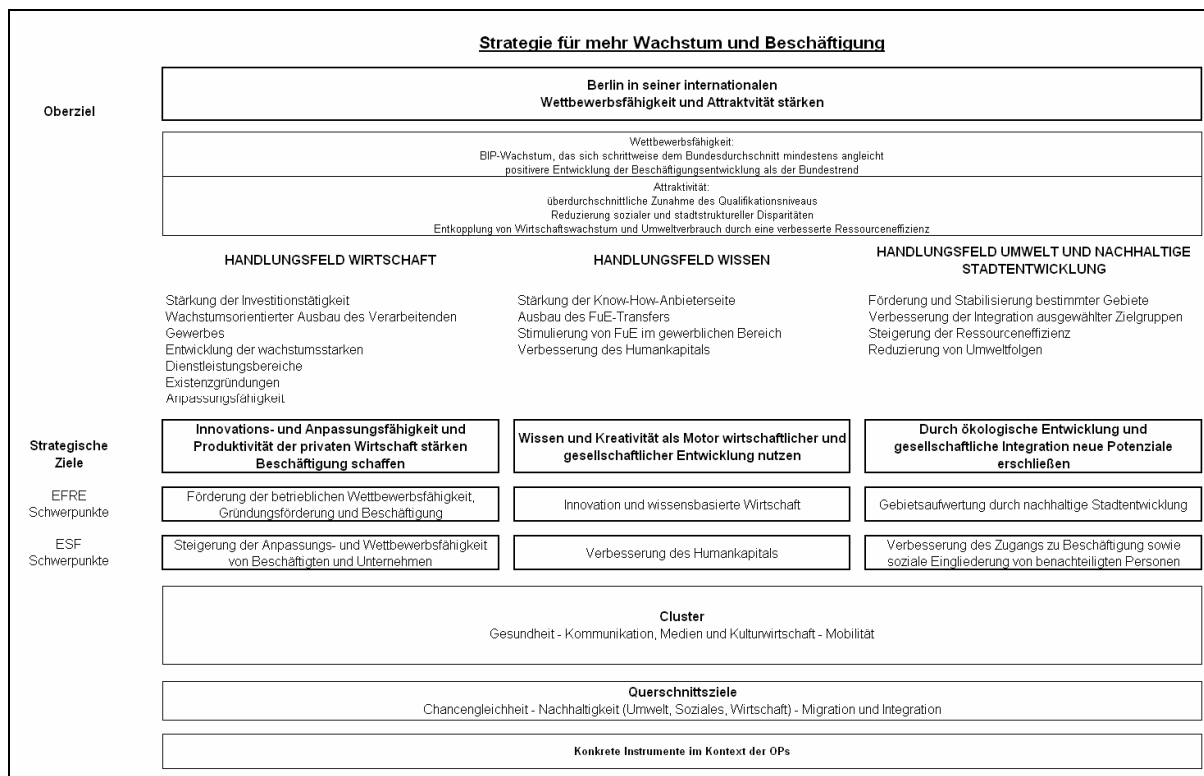 Strategie für mehr Wachstum und Beschäftigung
Oberziel
Berlin in seiner internationalen
Wettbewerbsfähigkeit und Attraktvität stärken
Wettbewerbsfähigkeit:
BIP-Wachstum, das sich schrittweise dem Bundesdurchschnitt mindestens angleicht
positivere Entwicklung der Beschäftigungsentwicklung als der Bundestrend
Attraktivität:
überdurchschnittliche Zunahme des Qualifikationsniveaus
Reduzierung sozialer und stadtstruktureller Disparitäten
Entkopplung von Wirtschaftswachstum und Umweltverbrauch durch eine verbesserte Ressourceneffizienz
HANDLUNGSFELD WIRTSCHAFT
Stärkung der Investitionstätigkeit
Wachstumsorientierter Ausbau des Verarbeitenden
Gewerbes
Entwicklung der wachstumsstarken
Dienstleistungsbereiche
Existenzgründungen
Anpassungsfähigkeit
HANDLUNGSFELD WISSEN
Stärkung der Know-How-Anbieterseite
Ausbau des FuE-Transfers
Stimulierung von FuE im gewerblichen Bereich
Verbesserung des Humankapitals
HANDLUNGSFELD UMWELT UND NACHHALTIGE
STADTENTWICKLUNG
Förderung und Stabilisierung bestimmter Gebiete
Verbesserung der Integration ausgewählter Zielgruppen
Steigerung der Ressourceneffizienz
Reduzierung von Umweltfolgen
Strategische
Ziele
Innovations- und Anpassungsfähigkeit und
Produktivität der privaten Wirtschaft stärken
Beschäftigung schaffen
Wissen und Kreativität als Motor wirtschaftlicher und
gesellschaftlicher Entwicklung nutzen
Durch ökologische Entwicklung und
gesellschaftliche Integration neue Potenziale
erschließen
EFRE
Schwerpunkte
Förderung der betrieblichen Wettbewerbsfähigkeit,
Gründungsförderung und Beschäftigung
Innovation und wissensbasierte Wirtschaft
Gebietsaufwertung durch nachhaltige Stadtentwicklung
ESF
Schwerpunkte
Steigerung der Anpassungs- und Wettbewerbsfähigkeit
von Beschäftigten und Unternehmen
Verbesserung des Humankapitals
Verbesserung des Zugangs zu Beschäftigung sowie
soziale Eingliederung von benachteiligten Personen
Cluster
Gesundheit - Kommunikation, Medien und Kulturwirtschaft - Mobilität
Querschnittsziele
Chancengleichheit - Nachhaltigkeit (Umwelt, Soziales, Wirtschaft) - Migration und Integration
Konkrete Instrumente im Kontext der OPs